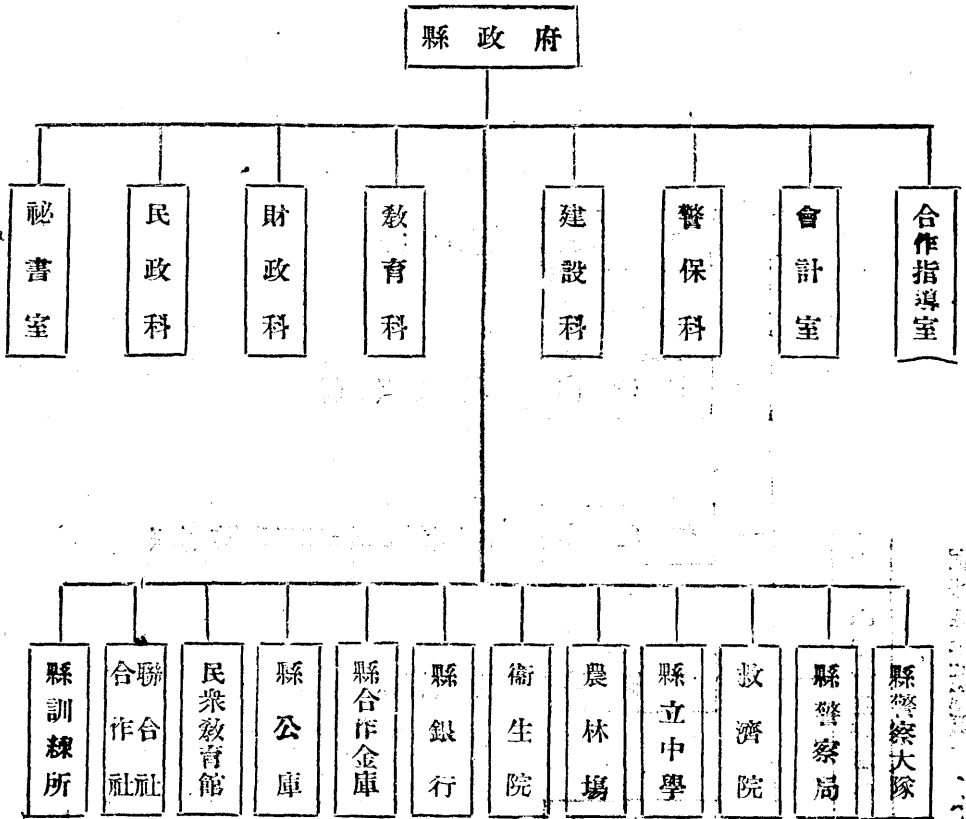 縣政府
祕書室
民政科
財政科
敎育科
建設科
警保科
會計室
合作指導室
縣訓練所
聯合社
合作社
民衆敎育館
縣公庫
縣合作金庫
縣銀行
衛生院
農林場
縣立中學
救濟院
縣警察局
縣警察大隊